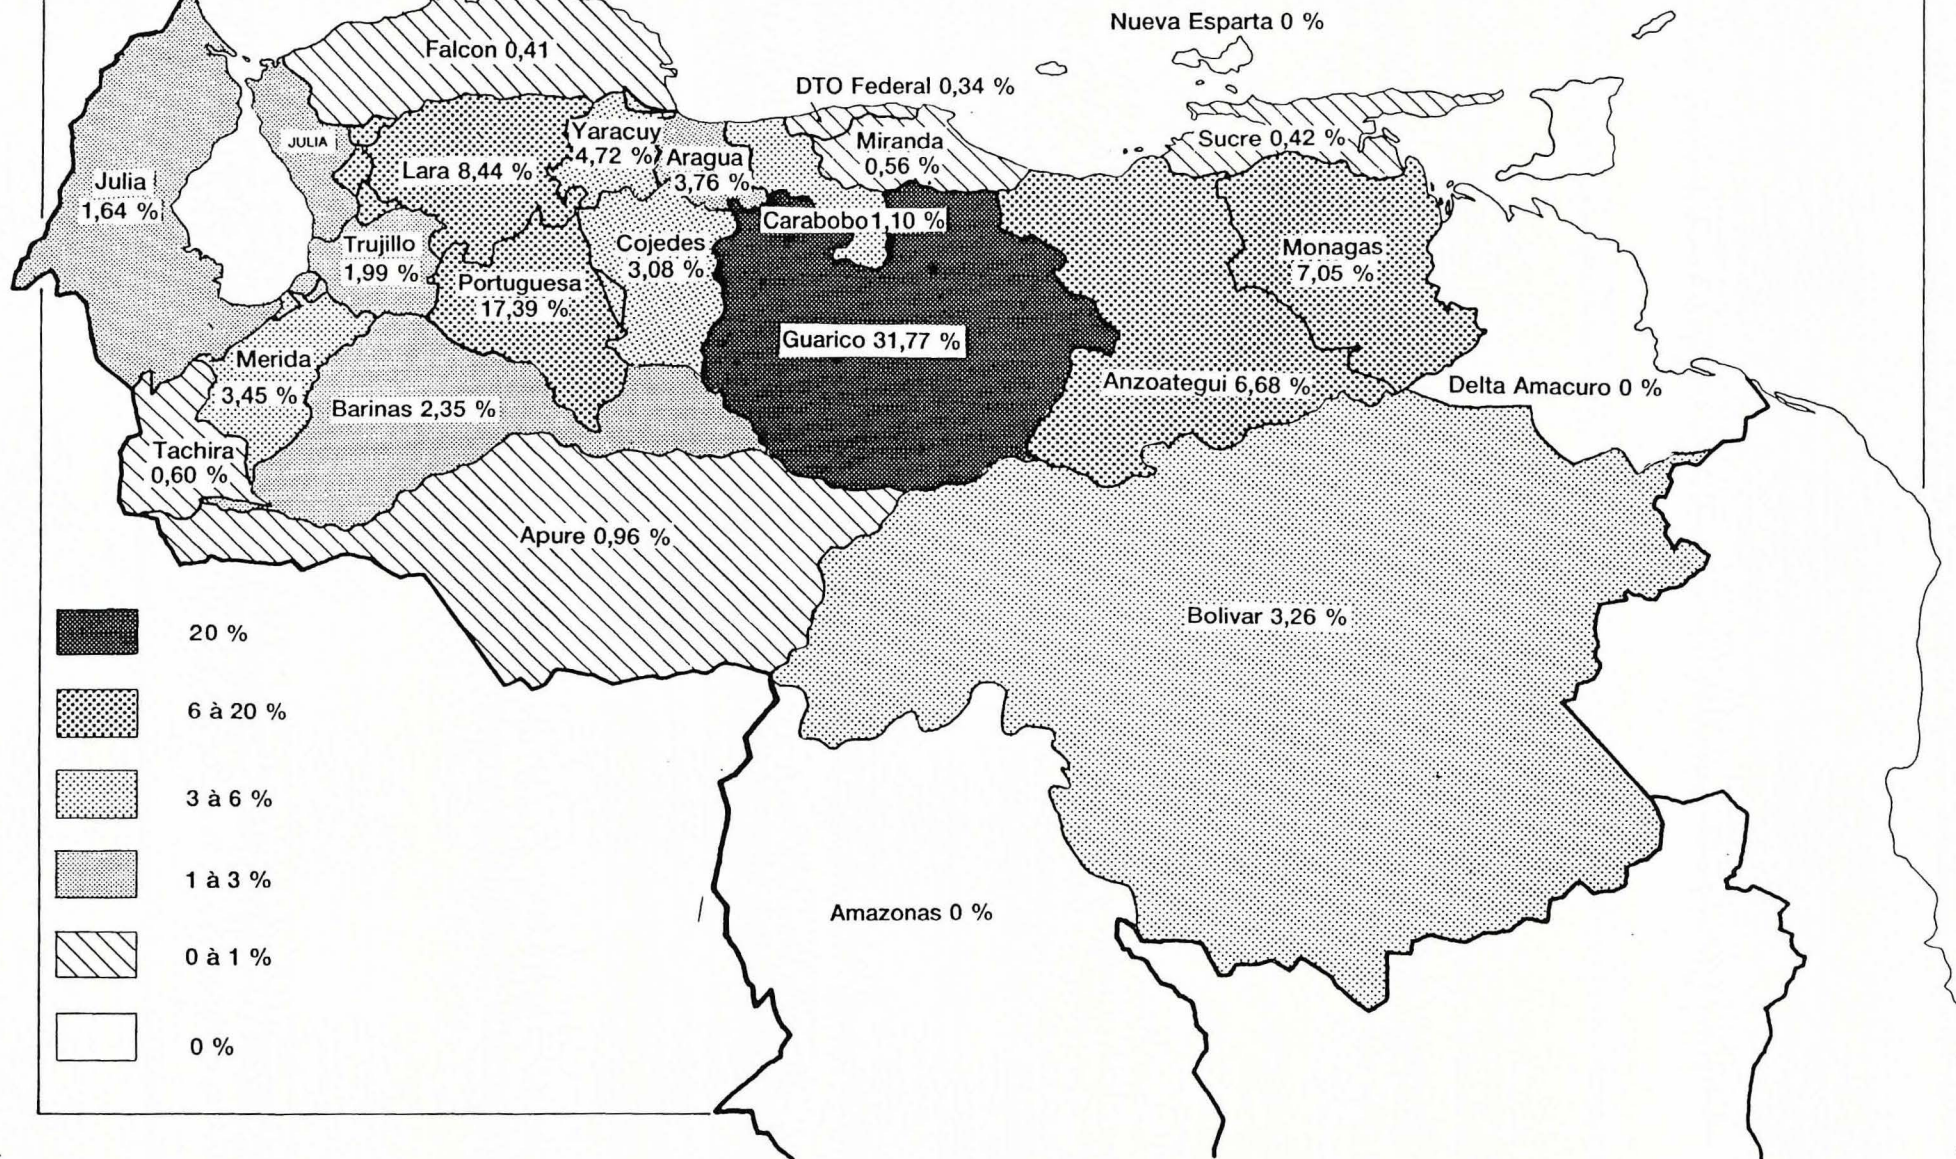 Nueva Esparta 0 %
Falcon 0,41
DTO Federal 0,34 %
Yaracuy
4,72 %
Sucre 0,42 %
JULIA
Miranda
0,56 %
Aragua
3,76 %
Lara 8,44 %
Julia
1,64 %
Carabobo 1,10 %
Trujillo
1,99 %
Cojedes
3,08 %
Monagas
7,05 %
Portuguesa
17,39 %
Guarico 31,77 %
Merida
3,45 %
Anzoategui 6,68 %
Delta Amacuro 0 %
Barinas 2,35 %
Tachira
0,60 %
Apure 0,96 %
Bolivar 3,26 %
Amazonas 0 %
20 %
6 à 20 %
3 à 6 %
1 à 3 %
0 à 1 %
0 %